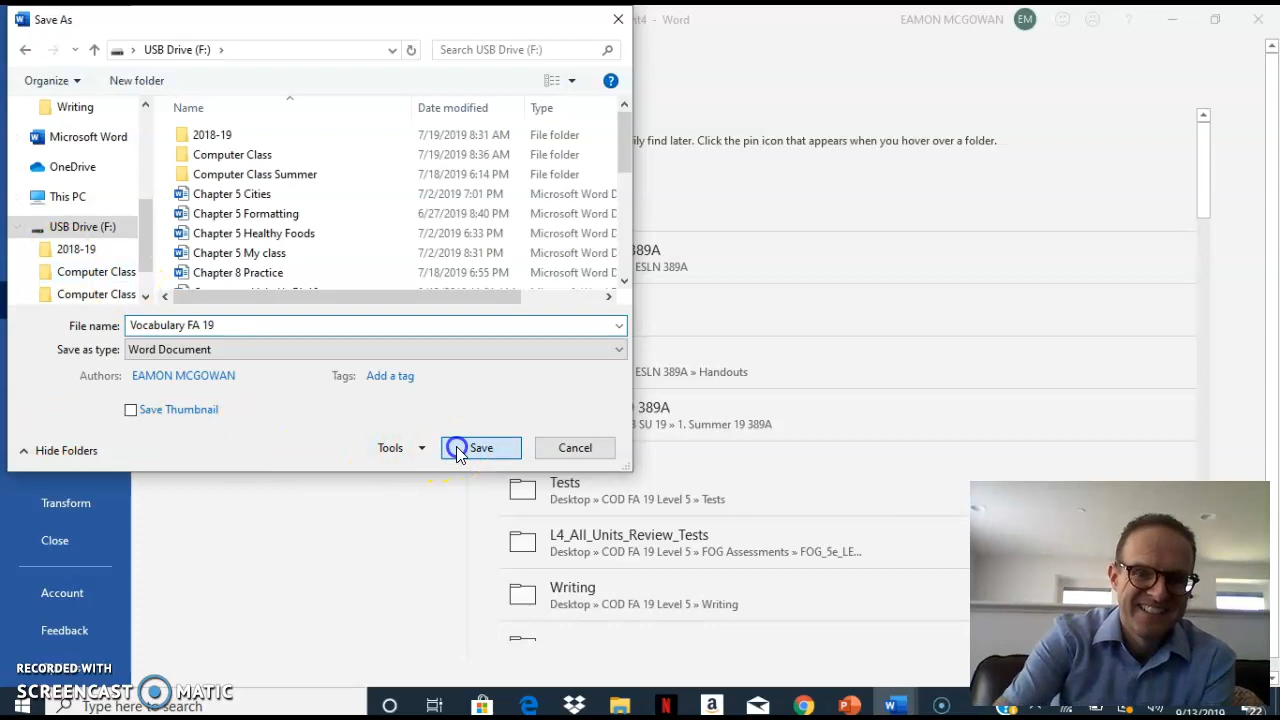 Save As
nt4 - Word
EAMON MCGOWAN
EM
USB Drive (F:)
Search USB Drive (F:)
Organize
New folder
Name
Date modified
Type
Writing
Microsoft Word
OneDrive
This PC
USB Drive (F:)
2018-19
Computer Class
Computer Class
2018-19 7/19/2019 8:31 AM File folder
Computer Class 7/19/2019 8:36 AM File folder
Computer Class Summer 7/18/2019 6:14 PM File folder
Chapter 5 Cities 7/2/2019 7:01 PM Microsoft Word D
Chapter 5 Formatting 6/27/2019 8:40 PM Microsoft Word D
Chapter 5 Healthy Foods 7/2/2019 6:33 PM Microsoft Word D
Chapter 5 My class 7/2/2019 8:31 PM Microsoft Word D
Chapter 8 Practice 7/18/2019 6:55 PM Microsoft Word D
File name: Vocabulary FA 19
Save as type: Word Document
Authors: EAMON MCGOWAN
Tags: Add a tag
Save Thumbnail
Hide Folders
Tools
Save
Cancel
ily find later. Click the pin icon that appears when you hover over a folder.
389A
ESLN 389A
ESLN 389A » Handouts
9 389A
SU 19 » 1. Summer 19 389A
Tests
Desktop » COD FA 19 Level 5 » Tests
L4_All_Units_Review_Tests
Desktop » COD FA 19 Level 5 » FOG Assessments » FOG_5e_LE...
Writing
Desktop » COD FA 19 Level 5 » Writing
Transform
Close
Account
Feedback
RECORDED WITH
SCREENCAST MATIC
Type here to search
9/13/2019
22